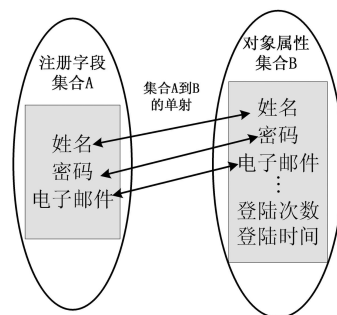 注册字段
集合A
姓名
密码
电子邮件
集合A到B
的单射
对象属性
集合B
姓名
密码
电子邮件
⋮
登陆次数
登陆时间